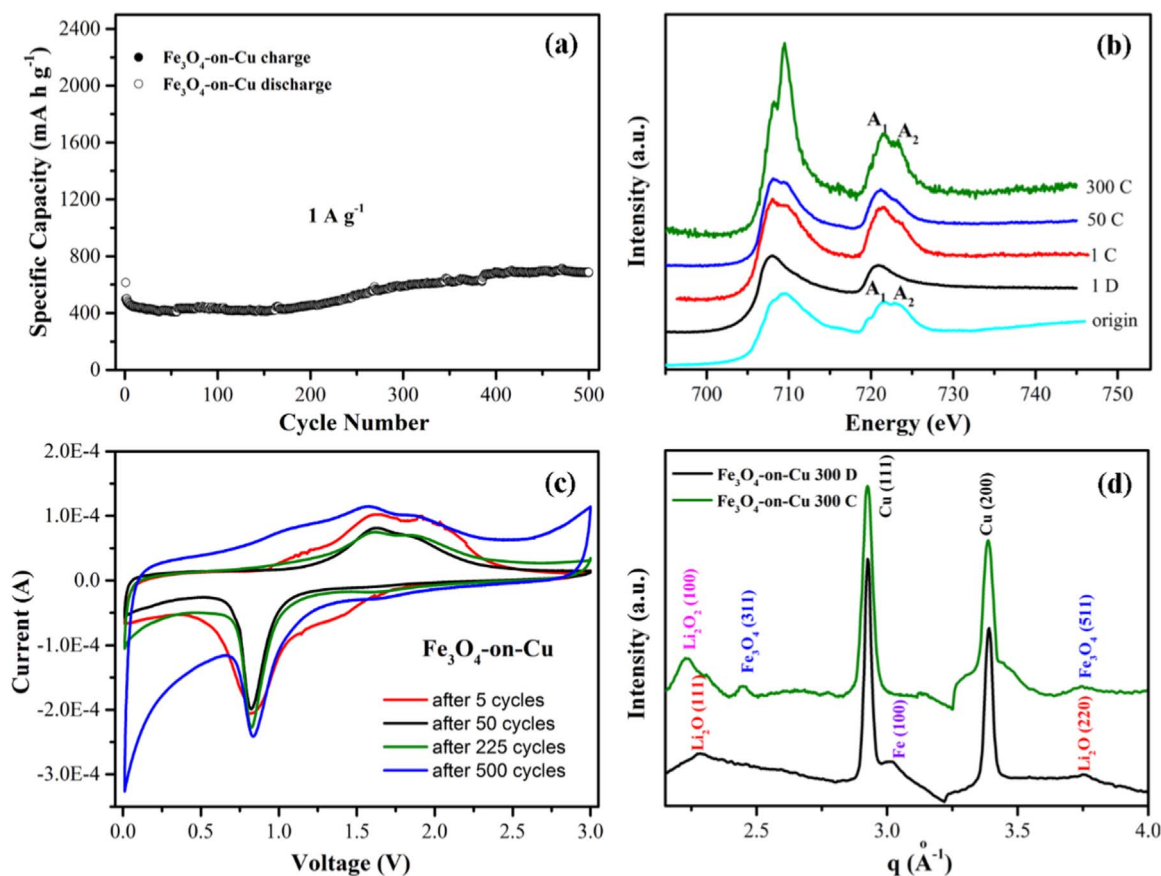 (a)
Fe₃O₄-on-Cu charge
Fe₃O₄-on-Cu discharge
1 A g⁻¹
Specific Capacity (mA h g⁻¹)
2400
2000
1600
1200
800
400
0
0 100 200 300 400 500
Cycle Number
(b)
A₁ A₂
300 C
50 C
1 C
1 D
A₁ A₂
origin
Intensity (a.u.)
700 710 720 730 740 750
Energy (eV)
(c)
2.0E-4
1.0E-4
0.0
-1.0E-4
-2.0E-4
-3.0E-4
Current (A)
Fe₃O₄-on-Cu
after 5 cycles
after 50 cycles
after 225 cycles
after 500 cycles
0.0 0.5 1.0 1.5 2.0 2.5 3.0
Voltage (V)
(d)
Fe₃O₄-on-Cu 300 D
Fe₃O₄-on-Cu 300 C
Cu (111)
Cu (200)
Li₂O₂ (100)
Fe₃O₄ (311)
Fe₃O₄ (511)
Li₂O (111)
Fe (100)
Li₂O (220)
Intensity (a.u.)
2.5 3.0 3.5 4.0
q (Å⁻¹)